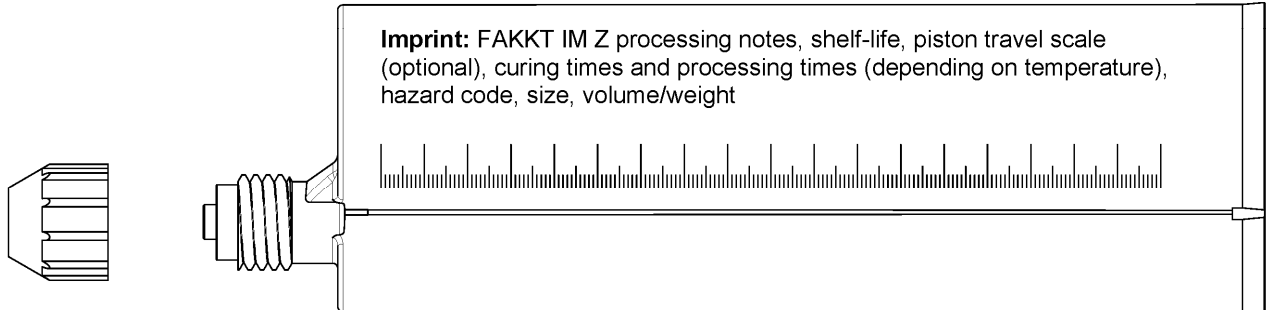 Imprint: FAKKT IM Z processing notes, shelf-life, piston travel scale
(optional), curing times and processing times (depending on temperature),
hazard code, size, volume/weight